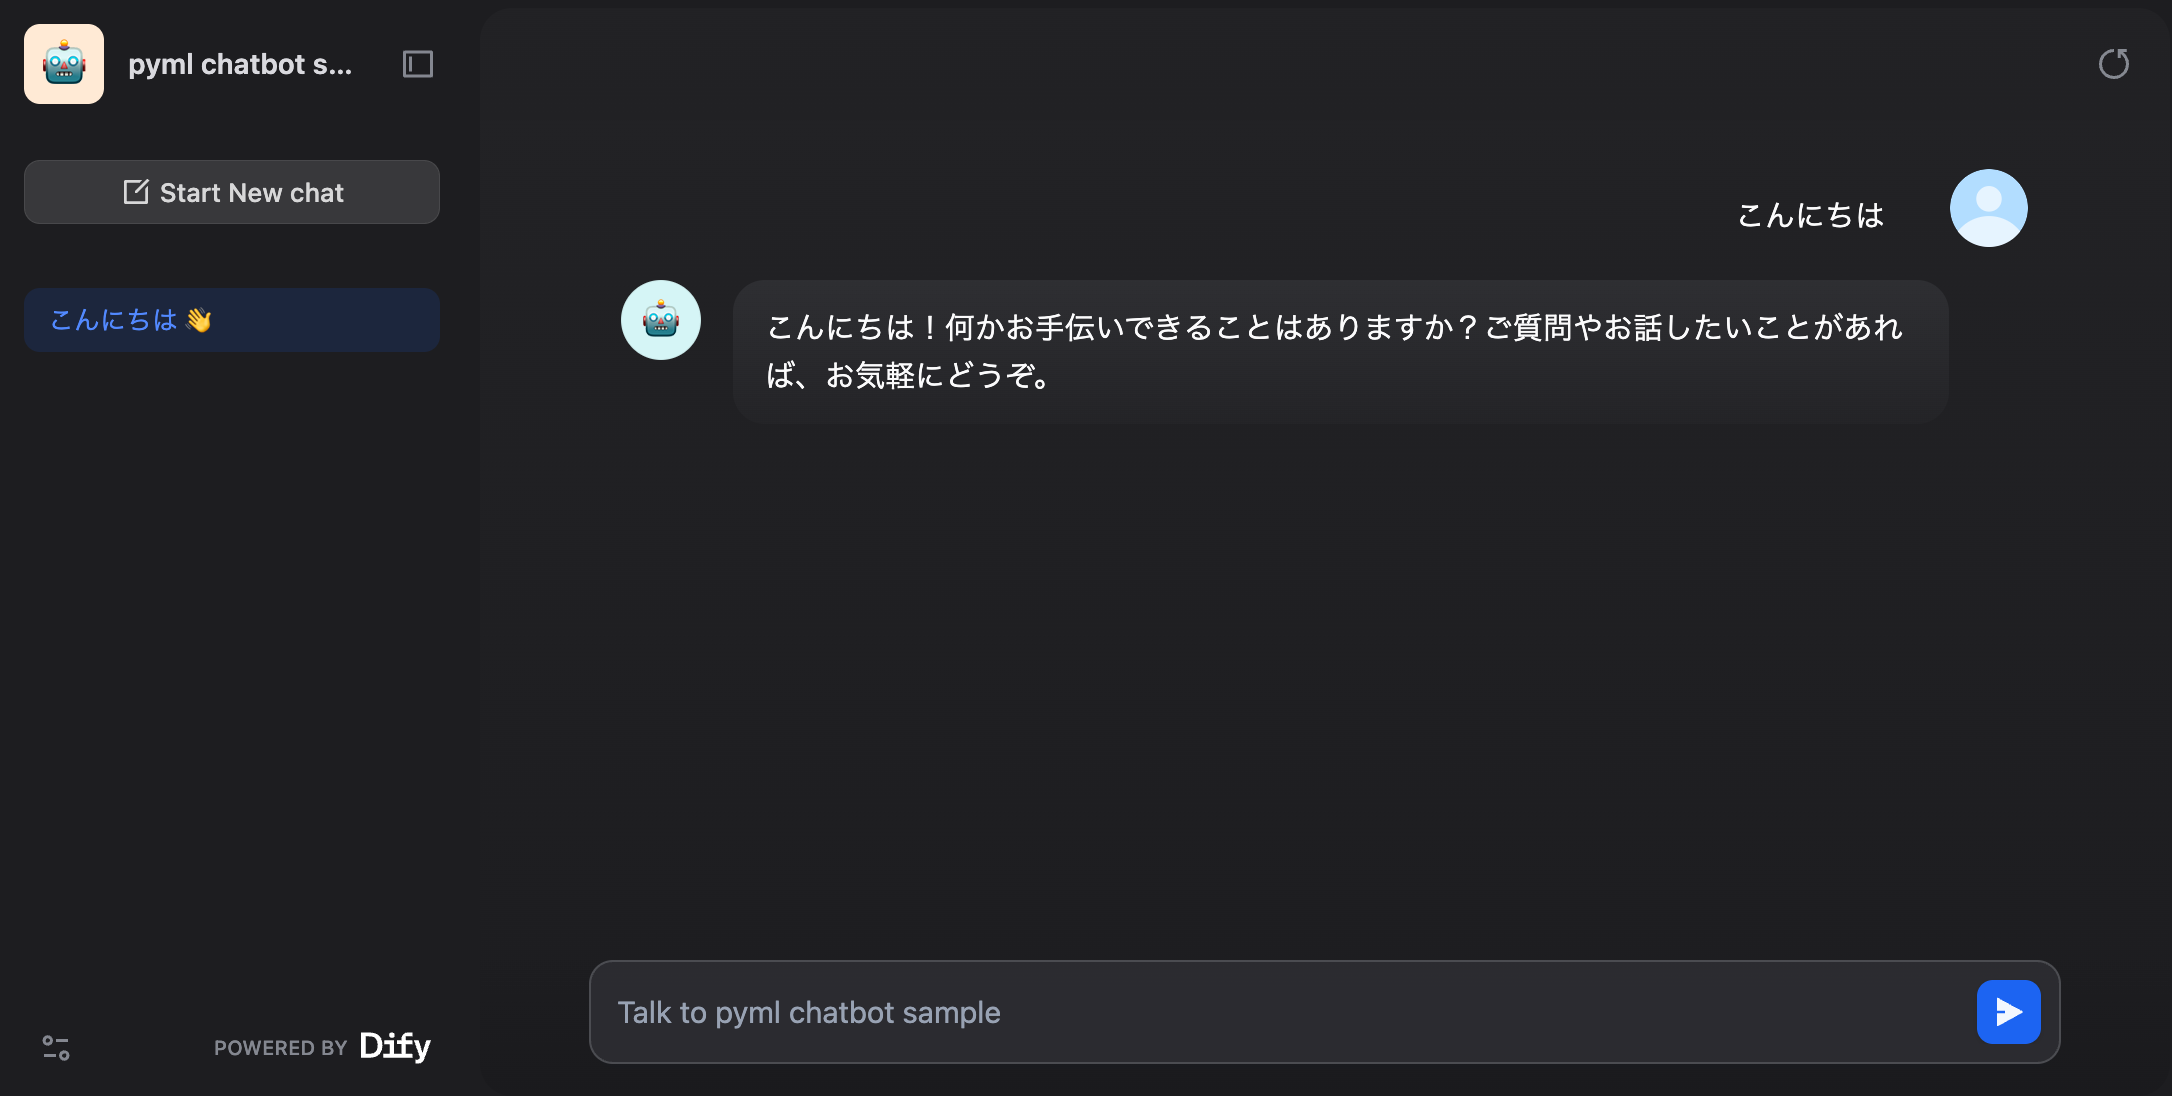 pyml chatbot s...
Start New chat
こんにちは 👋
こんにちは
こんにちは！何かお手伝いできることはありますか？ご質問やお話したいことがあれ
ば、お気軽にどうぞ。
Talk to pyml chatbot sample
POWERED BY Dify